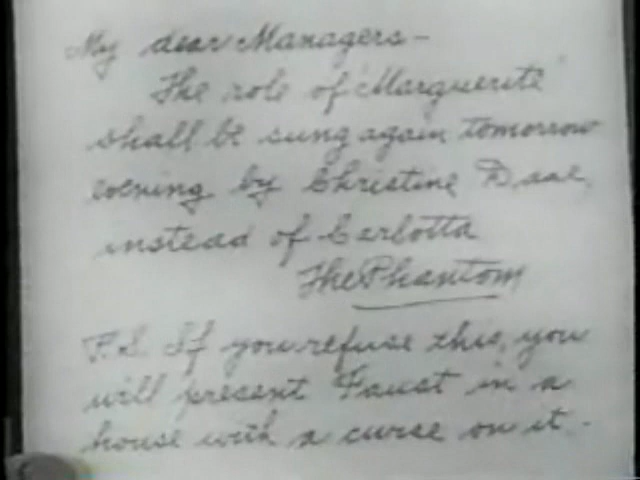 My dear Managers—
The role of "Marguerite"
shall be sung again tomorrow
evening by Christine Daae,
instead of Carlotta
The Phantom
P.S. If you refuse this, you
will present Faust in a
house with a curse on it.